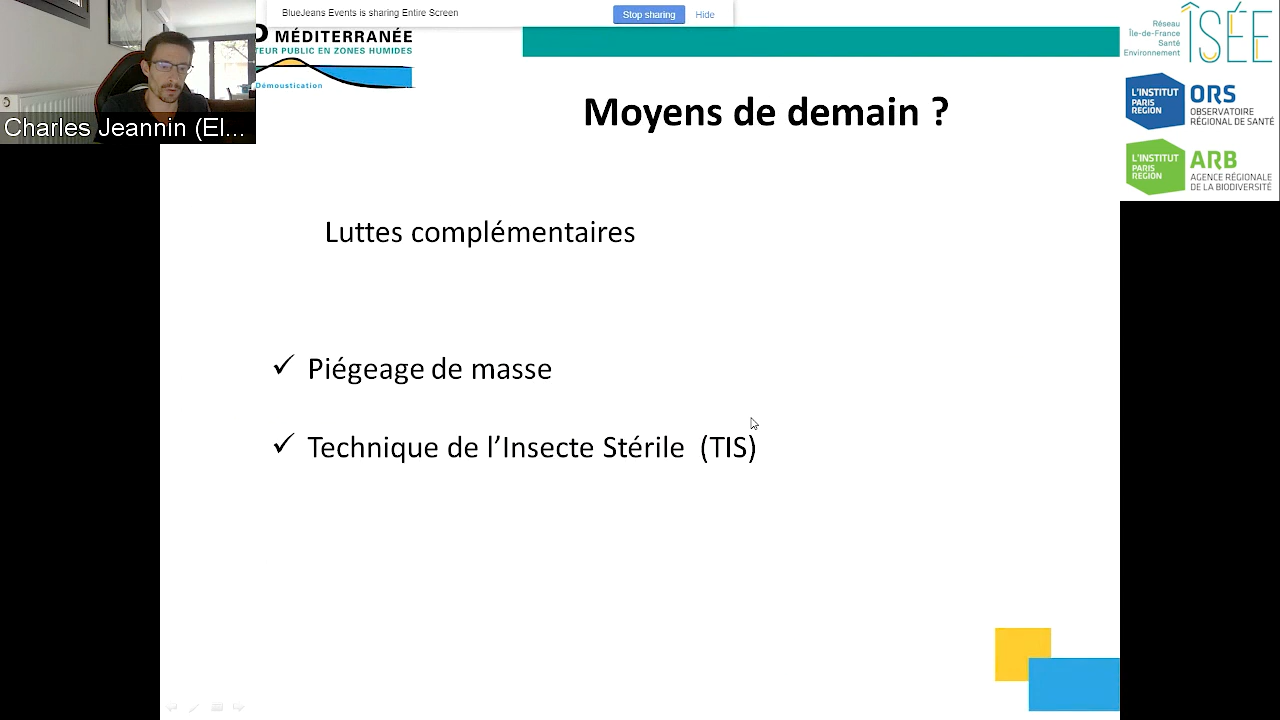 BlueJeans Events is sharing Entire Screen
Stop sharing
Hide
MÉDITERRANÉE
TEUR PUBLIC EN ZONES HUMIDES
Démoustication
Charles Jeannin (El...
Réseau
Île-de-France
Santé
Environnement
ÎSÉE
L'INSTITUT
PARIS
REGION
ORS
OBSERVATOIRE
RÉGIONAL DE SANTÉ
L'INSTITUT
PARIS
REGION
ARB
AGENCE RÉGIONALE
DE LA BIODIVERSITÉ
Moyens de demain ?
Luttes complémentaires
✓ Piégeage de masse
✓ Technique de l’Insecte Stérile (TIS)